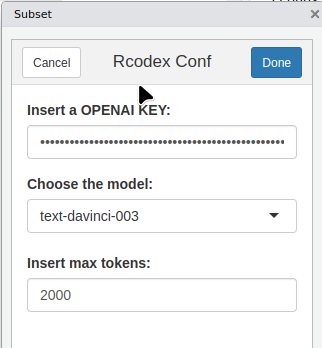 Subset
Cancel
Rcodex Conf
Done
Insert a OPENAI KEY:
Choose the model:
text-davinci-003
Insert max tokens:
2000